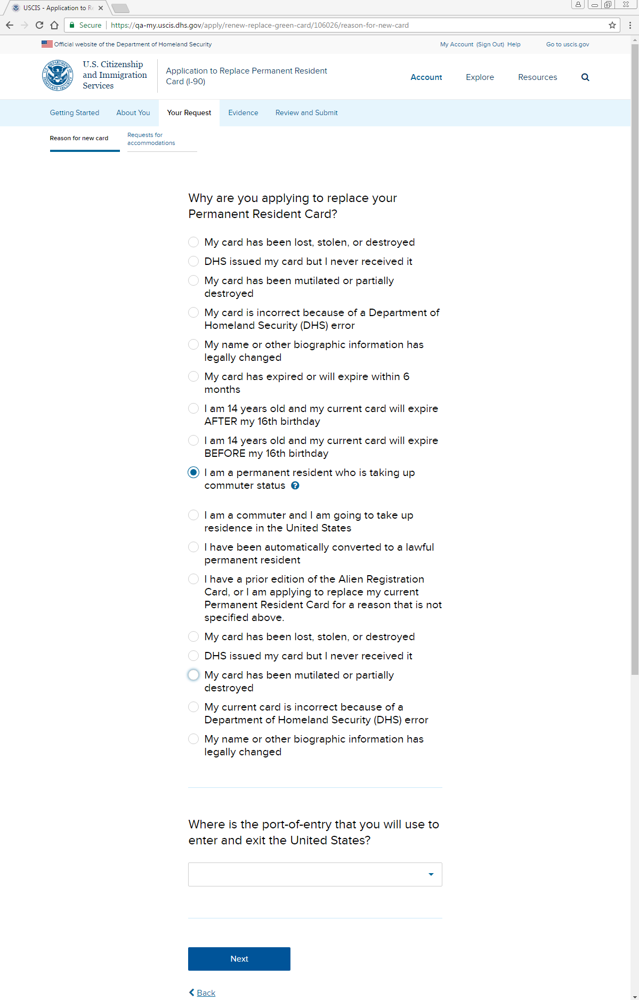 USCIS - Application to Re
Secure
https://qa-my.uscis.dhs.gov/apply/renew-replace-green-card/106026/reason-for-new-card
Official website of the Department of Homeland Security
My Account (Sign Out) Help
Go to uscis.gov
U.S. Citizenship
and Immigration
Services
Application to Replace Permanent Resident
Card (I-90)
Account
Explore
Resources
Getting Started
About You
Your Request
Evidence
Review and Submit
Reason for new card
Requests for
accommodations
Why are you applying to replace your
Permanent Resident Card?
My card has been lost, stolen, or destroyed
DHS issued my card but I never received it
My card has been mutilated or partially
destroyed
My card is incorrect because of a Department of
Homeland Security (DHS) error
My name or other biographic information has
legally changed
My card has expired or will expire within 6
months
I am 14 years old and my current card will expire
AFTER my 16th birthday
I am 14 years old and my current card will expire
BEFORE my 16th birthday
I am a permanent resident who is taking up
commuter status ?
I am a commuter and I am going to take up
residence in the United States
I have been automatically converted to a lawful
permanent resident
I have a prior edition of the Alien Registration
Card, or I am applying to replace my current
Permanent Resident Card for a reason that is not
specified above.
My card has been lost, stolen, or destroyed
DHS issued my card but I never received it
My card has been mutilated or partially
destroyed
My current card is incorrect because of a
Department of Homeland Security (DHS) error
My name or other biographic information has
legally changed
Where is the port-of-entry that you will use to
enter and exit the United States?
Next
Back